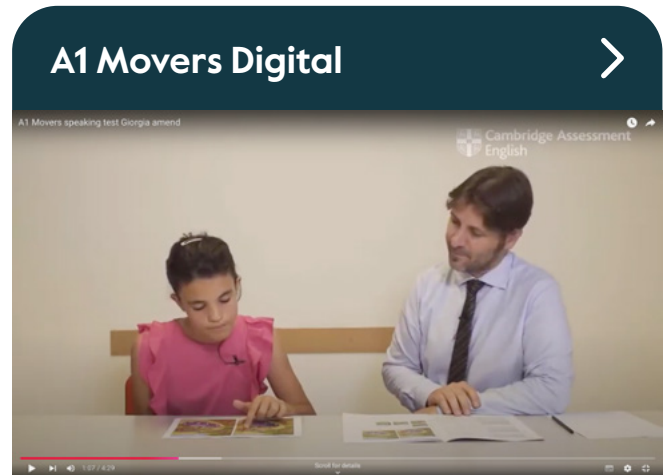 A1 Movers Digital
A1 Movers speaking test Giorgia amend
Cambridge Assessment
English
1:07 / 4:29
Scroll for details